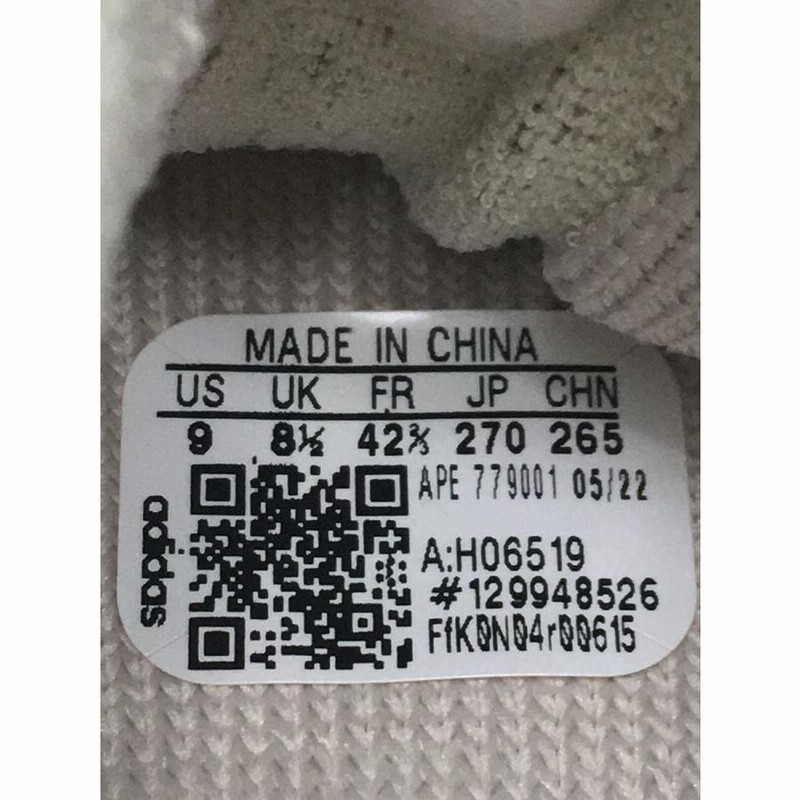 MADE IN CHINA
US UK FR JP CHN
9 8½ 42⅔ 270 265
APE 779001 05/22
A:H06519
#129948526
FfK0N04r00615
adidas